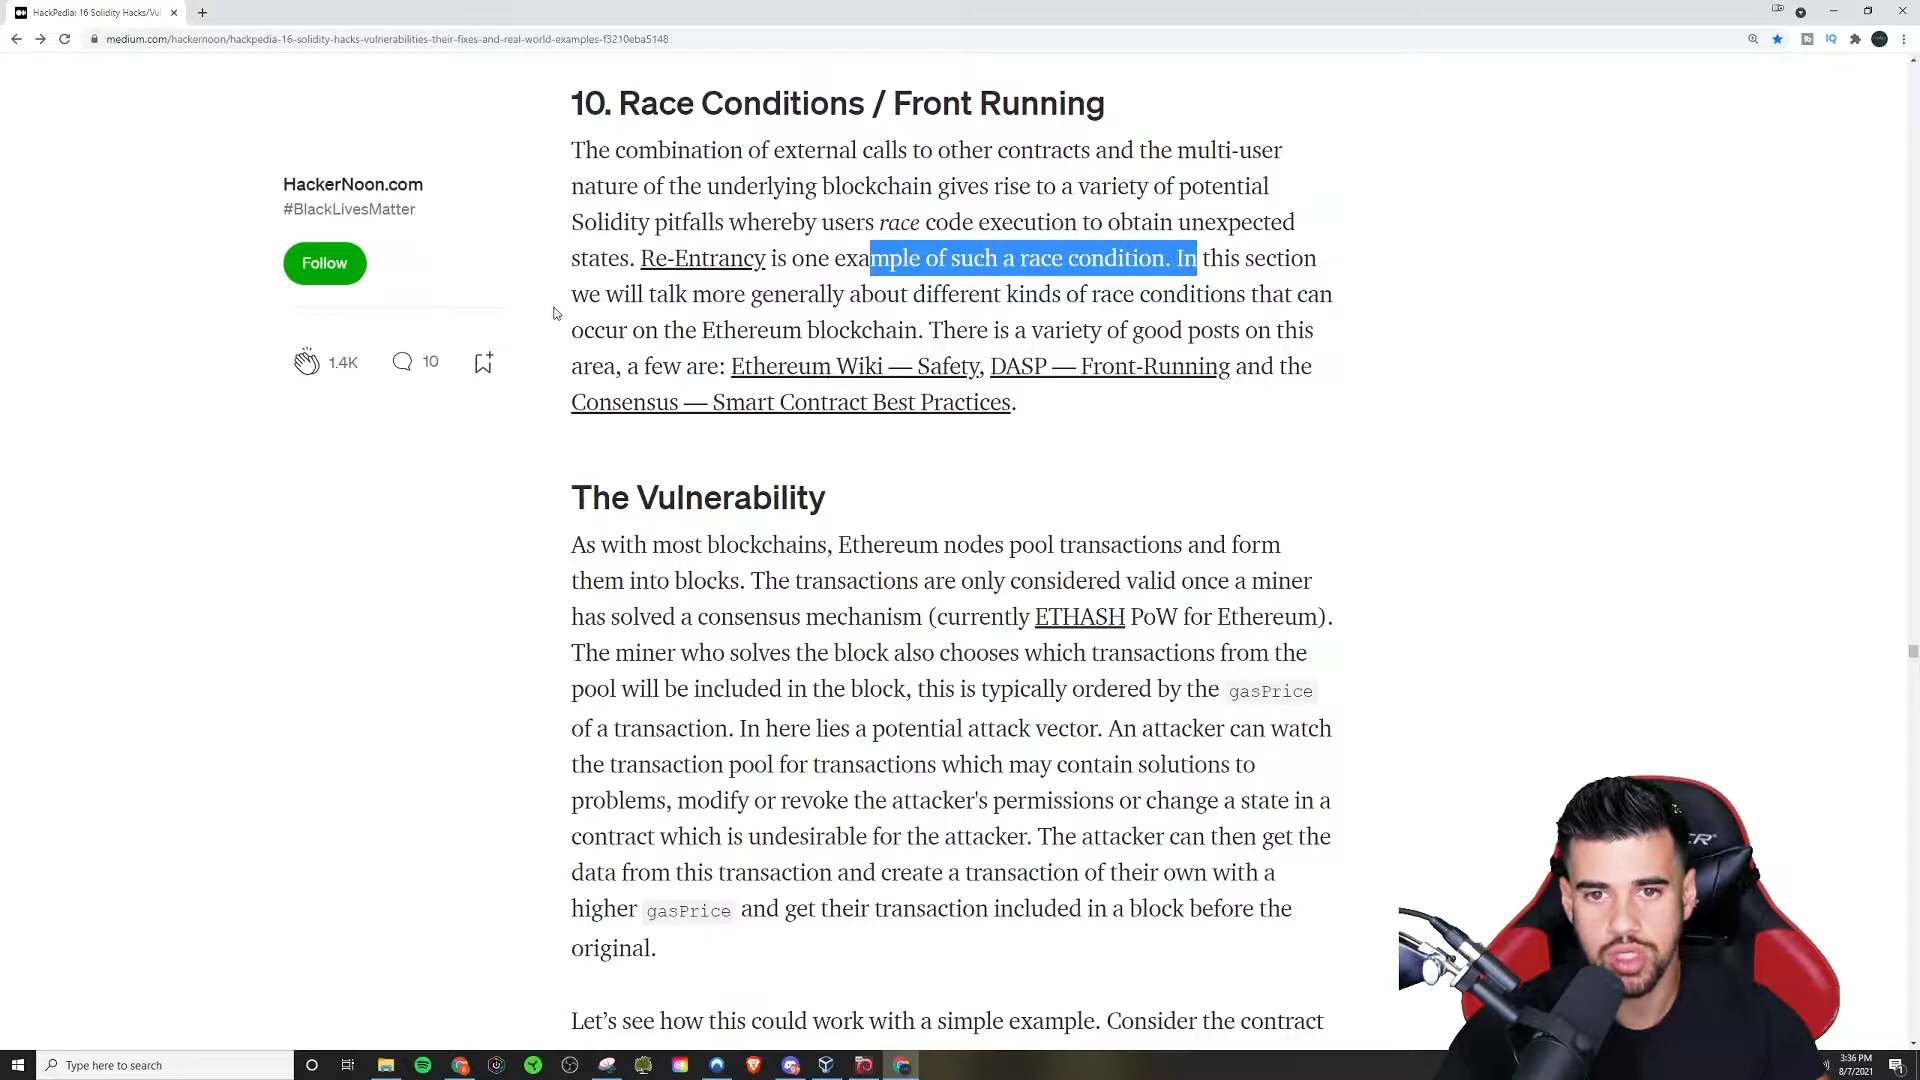 HackPedia: 16 Solidity Hacks/Vul
medium.com/hackernoon/hackpedia-16-solidity-hacks-vulnerabilities-their-fixes-and-real-world-examples-f3210eba5148
IQ
10. Race Conditions / Front Running
The combination of external calls to other contracts and the multi-user
nature of the underlying blockchain gives rise to a variety of potential
Solidity pitfalls whereby users race code execution to obtain unexpected
states. Re-Entrancy is one example of such a race condition. In this section
we will talk more generally about different kinds of race conditions that can
occur on the Ethereum blockchain. There is a variety of good posts on this
area, a few are: Ethereum Wiki — Safety, DASP — Front-Running and the
Consensus — Smart Contract Best Practices.
HackerNoon.com
#BlackLivesMatter
Follow
1.4K
10
The Vulnerability
As with most blockchains, Ethereum nodes pool transactions and form
them into blocks. The transactions are only considered valid once a miner
has solved a consensus mechanism (currently ETHASH PoW for Ethereum).
The miner who solves the block also chooses which transactions from the
pool will be included in the block, this is typically ordered by the gasPrice
of a transaction. In here lies a potential attack vector. An attacker can watch
the transaction pool for transactions which may contain solutions to
problems, modify or revoke the attacker's permissions or change a state in a
contract which is undesirable for the attacker. The attacker can then get the
data from this transaction and create a transaction of their own with a
higher gasPrice and get their transaction included in a block before the
original.
Let’s see how this could work with a simple example. Consider the contract
Type here to search
3:36 PM
8/7/2021